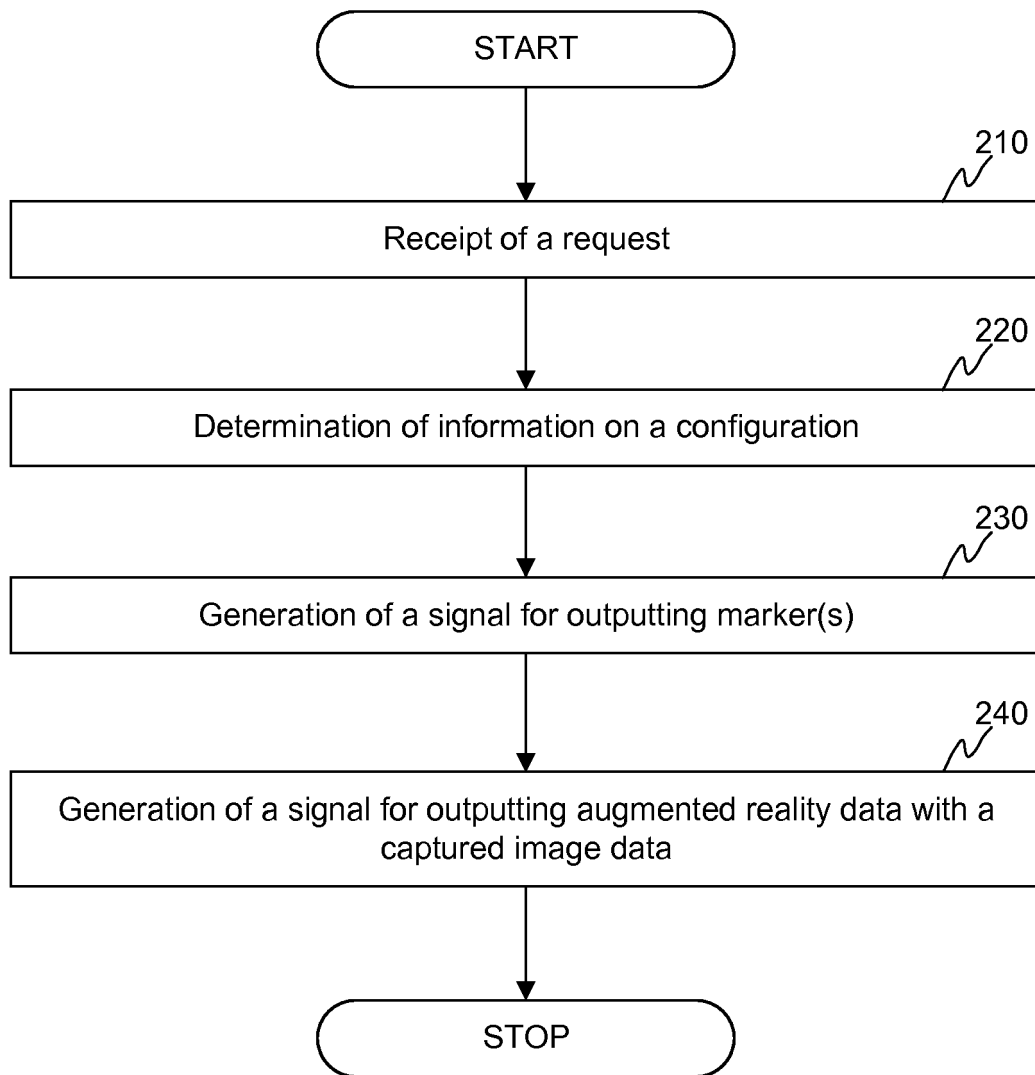 START
210
Receipt of a request
220
Determination of information on a configuration
230
Generation of a signal for outputting marker(s)
240
Generation of a signal for outputting augmented reality data with a
captured image data
STOP